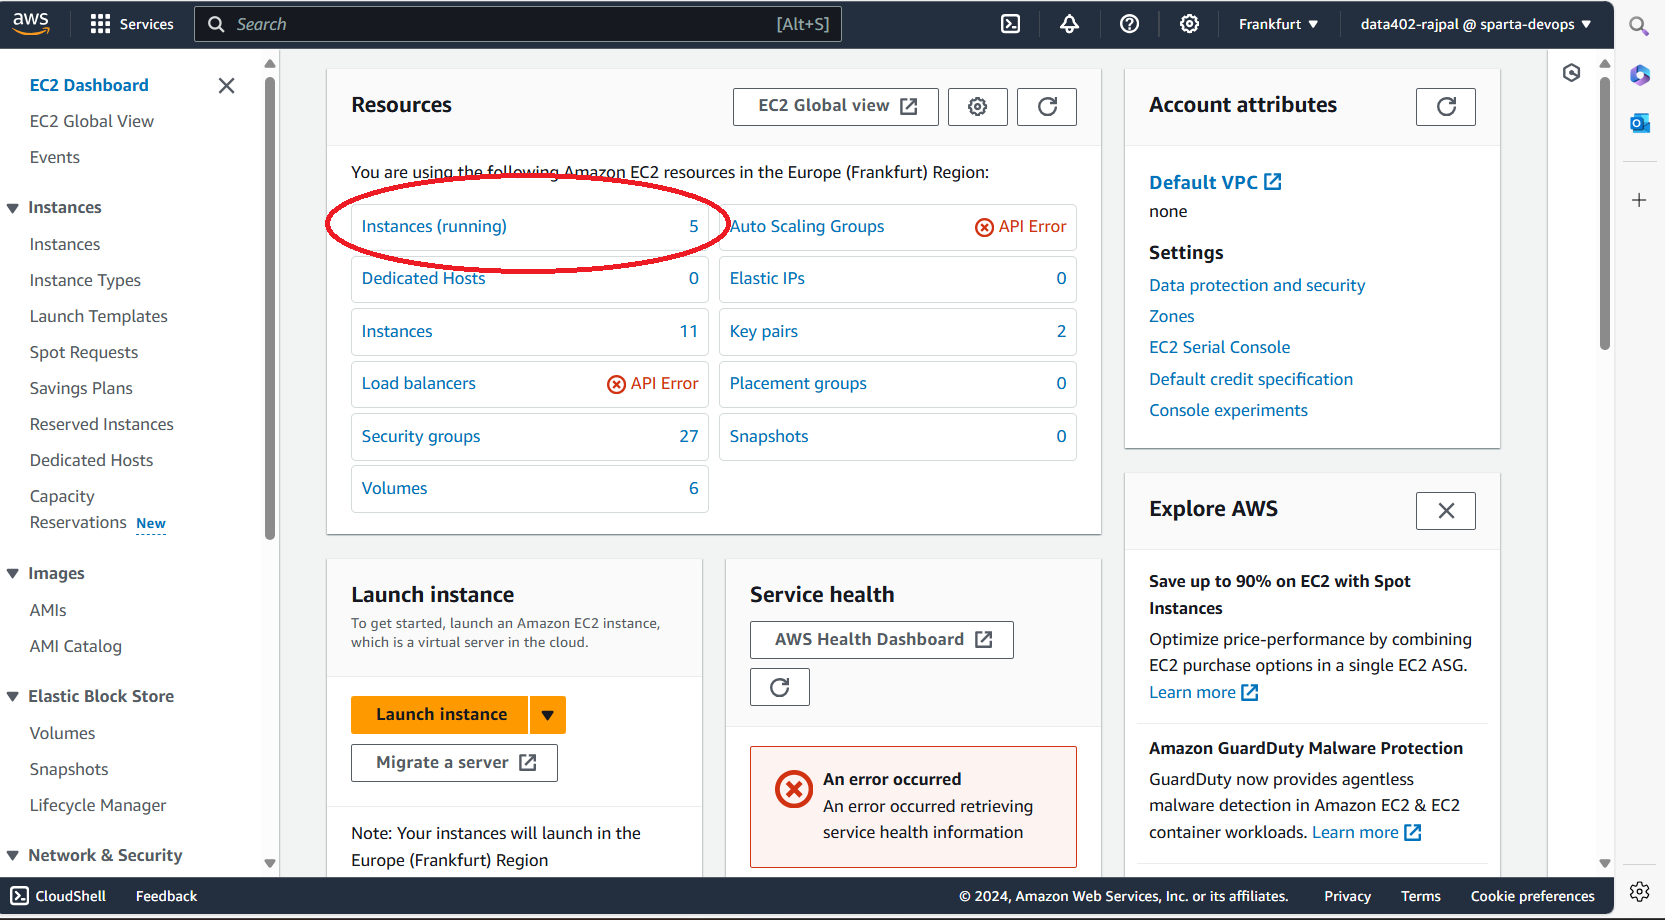 aws
Services
Search
[Alt+S]
Frankfurt
data402-rajpal @ sparta-devops
EC2 Dashboard
EC2 Global View
Events
Instances
Instances
Instance Types
Launch Templates
Spot Requests
Savings Plans
Reserved Instances
Dedicated Hosts
Capacity
Reservations New
Images
AMIs
AMI Catalog
Elastic Block Store
Volumes
Snapshots
Lifecycle Manager
Network & Security
Resources
EC2 Global view
You are using the following Amazon EC2 resources in the Europe (Frankfurt) Region:
Instances (running) 5
Auto Scaling Groups API Error
Dedicated Hosts 0
Elastic IPs 0
Instances 11
Key pairs 2
Load balancers API Error
Placement groups 0
Security groups 27
Snapshots 0
Volumes 6
Launch instance
To get started, launch an Amazon EC2 instance,
which is a virtual server in the cloud.
Launch instance
Migrate a server
Note: Your instances will launch in the
Europe (Frankfurt) Region
Service health
AWS Health Dashboard
An error occurred
An error occurred retrieving
service health information
Account attributes
Default VPC
none
Settings
Data protection and security
Zones
EC2 Serial Console
Default credit specification
Console experiments
Explore AWS
Save up to 90% on EC2 with Spot
Instances
Optimize price-performance by combining
EC2 purchase options in a single EC2 ASG.
Learn more
Amazon GuardDuty Malware Protection
GuardDuty now provides agentless
malware detection in Amazon EC2 & EC2
container workloads. Learn more
CloudShell
Feedback
© 2024, Amazon Web Services, Inc. or its affiliates.
Privacy
Terms
Cookie preferences